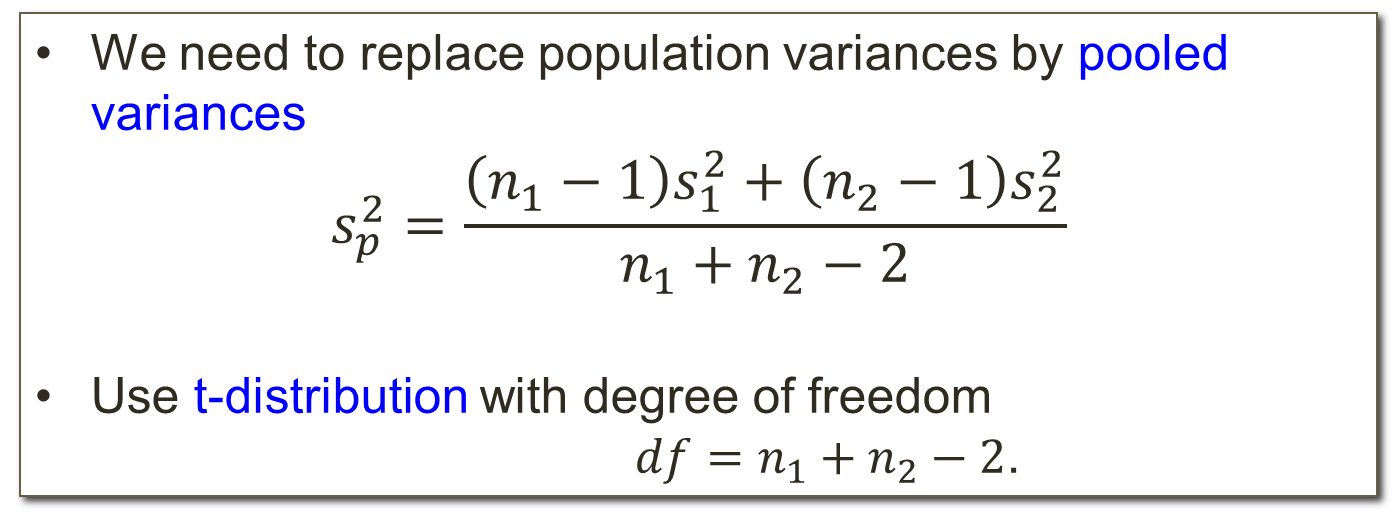 • We need to replace population variances by pooled
variances
s_p^2 = \frac{(n_1 − 1)s_1^2 + (n_2 − 1)s_2^2}{n_1 + n_2 − 2}
• Use t-distribution with degree of freedom
df = n_1 + n_2 − 2.